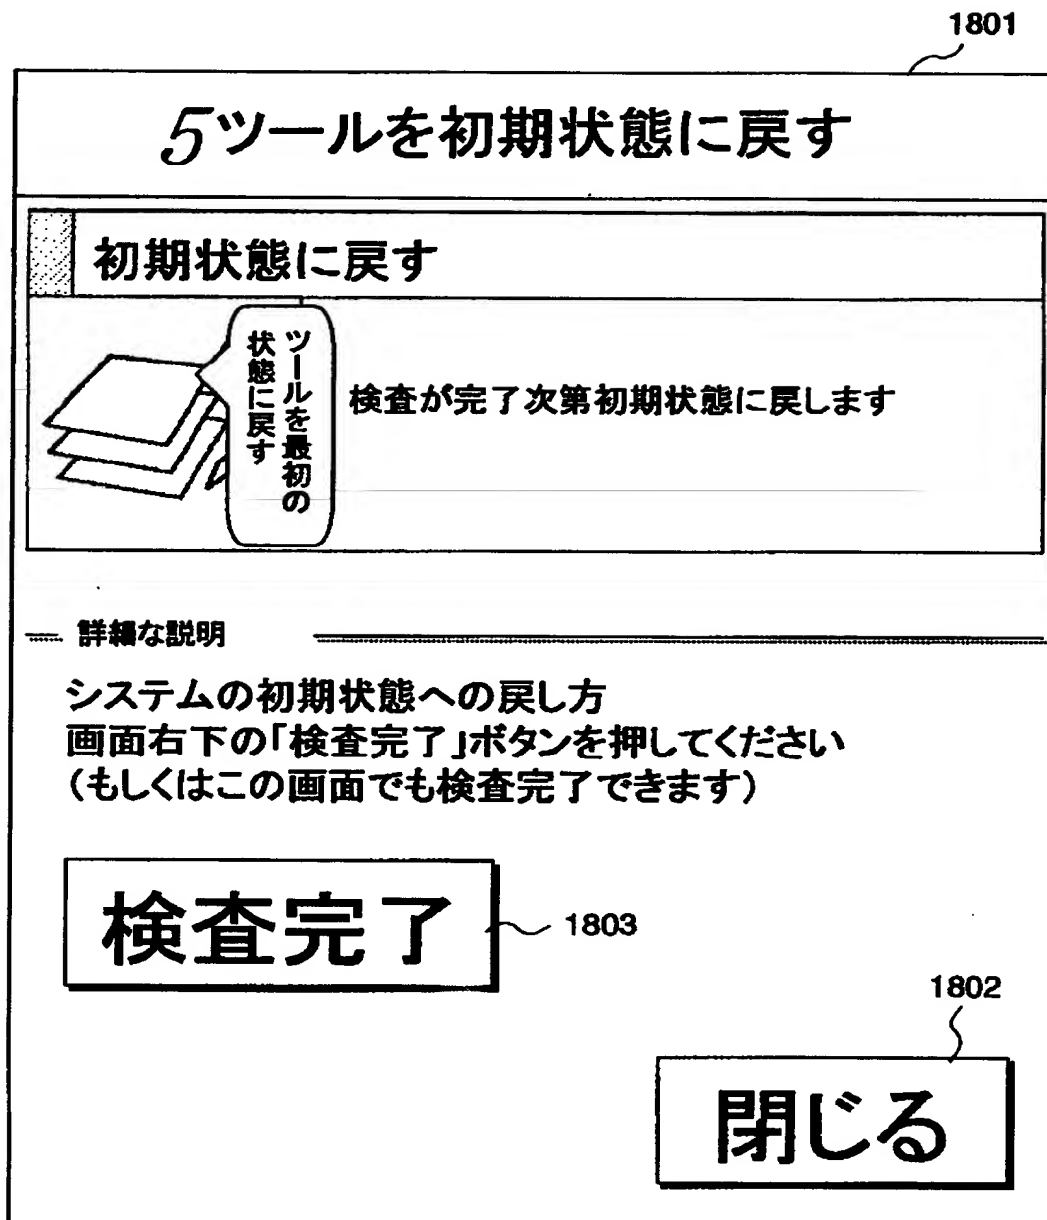 1801
5ツールを初期状態に戻す
初期状態に戻す
ツールを最初の
状態に戻す
検査が完了次第初期状態に戻します
詳細な説明
システムの初期状態への戻し方
画面右下の「検査完了」ボタンを押してください
(もしくはこの画面でも検査完了できます)
検査完了
1803
1802
閉じる